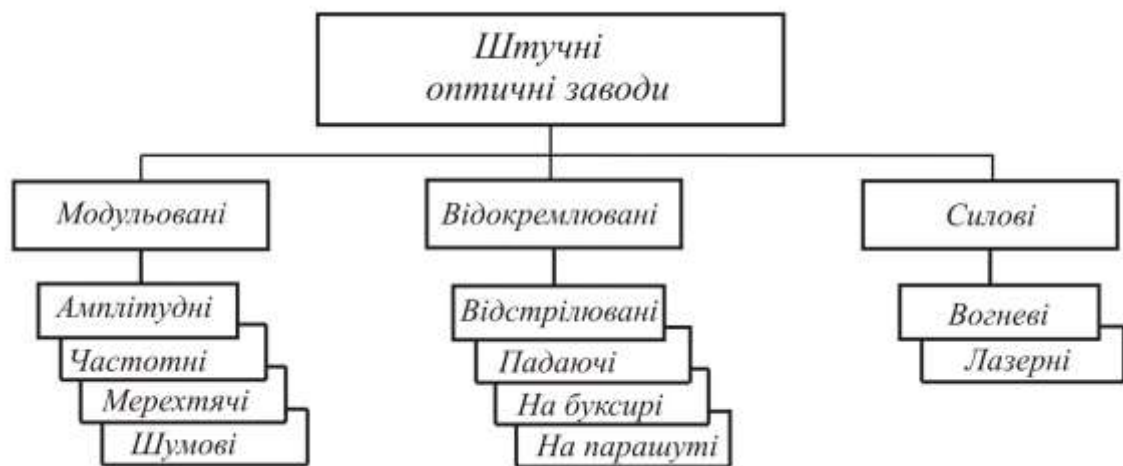 Штучні
оптичні заводи
Модульовані
Відокремлювані
Силові
Амплітудні
Частотні
Мерехтячі
Шумові
Відстрілювані
Падаючі
На буксирі
На парашуті
Вогневі
Лазерні